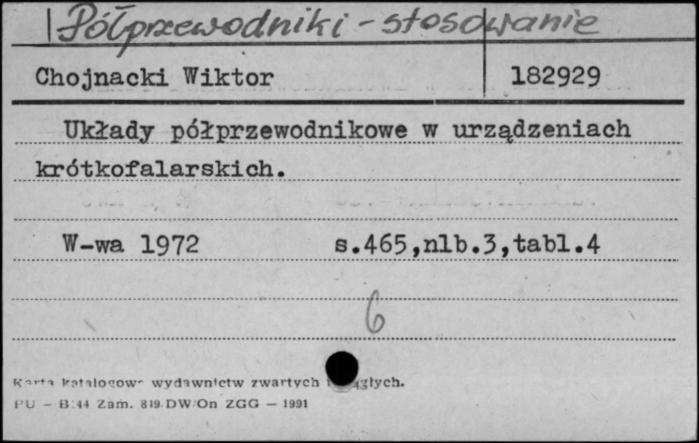 Półprzewodniki - stosowanie
Chojnacki Wiktor 182929
Układy półprzewodnikowe w urządzeniach
krótkofalarskich.
W-wa 1972 s.465,nlb.3,tabl.4
6
Karta katalogowa wydawnictw zwartych i ciągłych.
PU – B/44 Zam. 819 DW/On ZGG – 1991